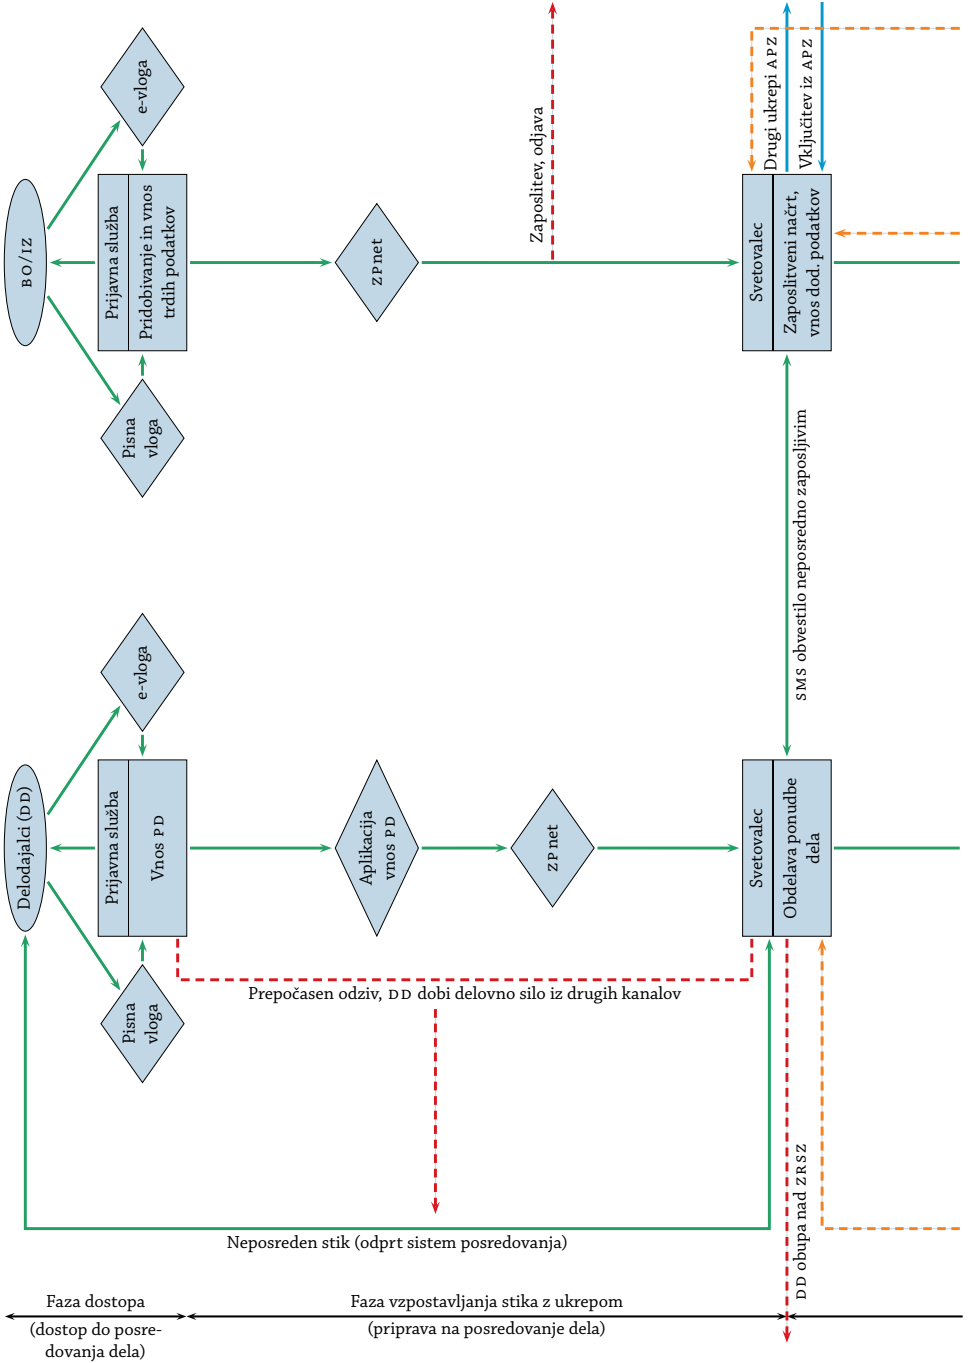 BO/IZ
e-vloga
Prijavna služba
Pridobivanje in vnos
trdih podatkov
Pisna
vloga
ZPnet
Zaposlitev, odjava
Drugi ukrepi APZ
Vključitev iz APZ
Svetovalec
Zaposlitveni načrt,
vnos dod. podatkov
SMS obvestilo neposredno zaposljivim
Delodajalci (DD)
e-vloga
Prijavna služba
Vnos PD
Pisna
vloga
Aplikacija
vnos PD
ZPnet
Svetovalec
Obdelava ponudbe
dela
Prepočasen odziv, DD dobi delovno silo iz drugih kanalov
DD obupa nad ZRSZ
Neposreden stik (odprt sistem posredovanja)
Faza dostopa
(dostop do posre-
dovanja dela)
Faza vzpostavljanja stika z ukrepom
(priprava na posredovanje dela)